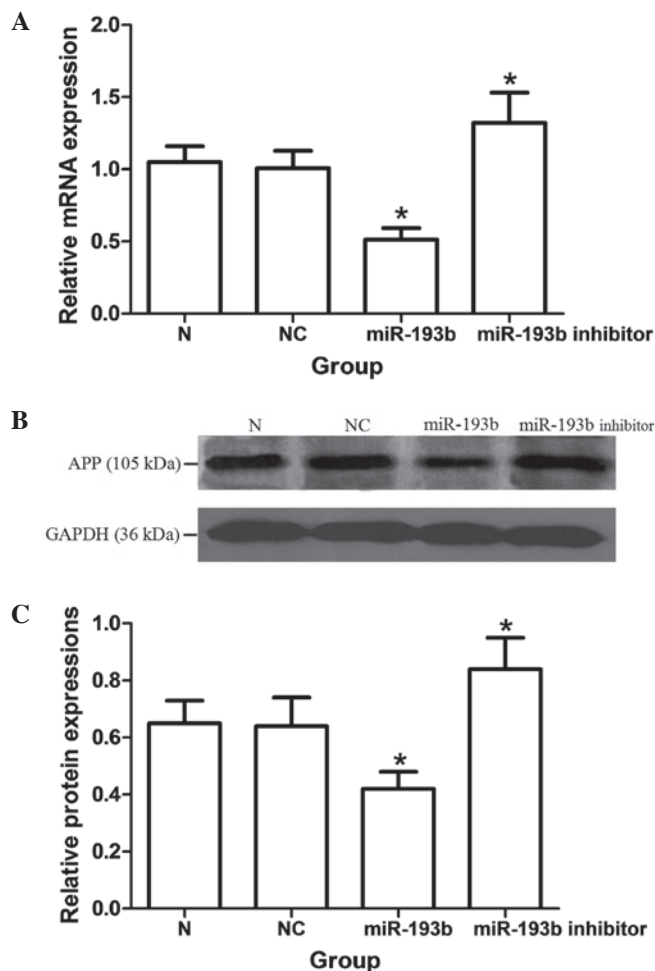 A
Relative mRNA expression
2.0
1.5
1.0
0.5
0.0
*
*
N NC miR-193b miR-193b inhibitor
Group
B
N NC miR-193b miR-193b inhibitor
APP (105 kDa)
GAPDH (36 kDa)
C
Relative protein expressions
1.0
0.8
0.6
0.4
0.2
0.0
*
*
N NC miR-193b miR-193b inhibitor
Group